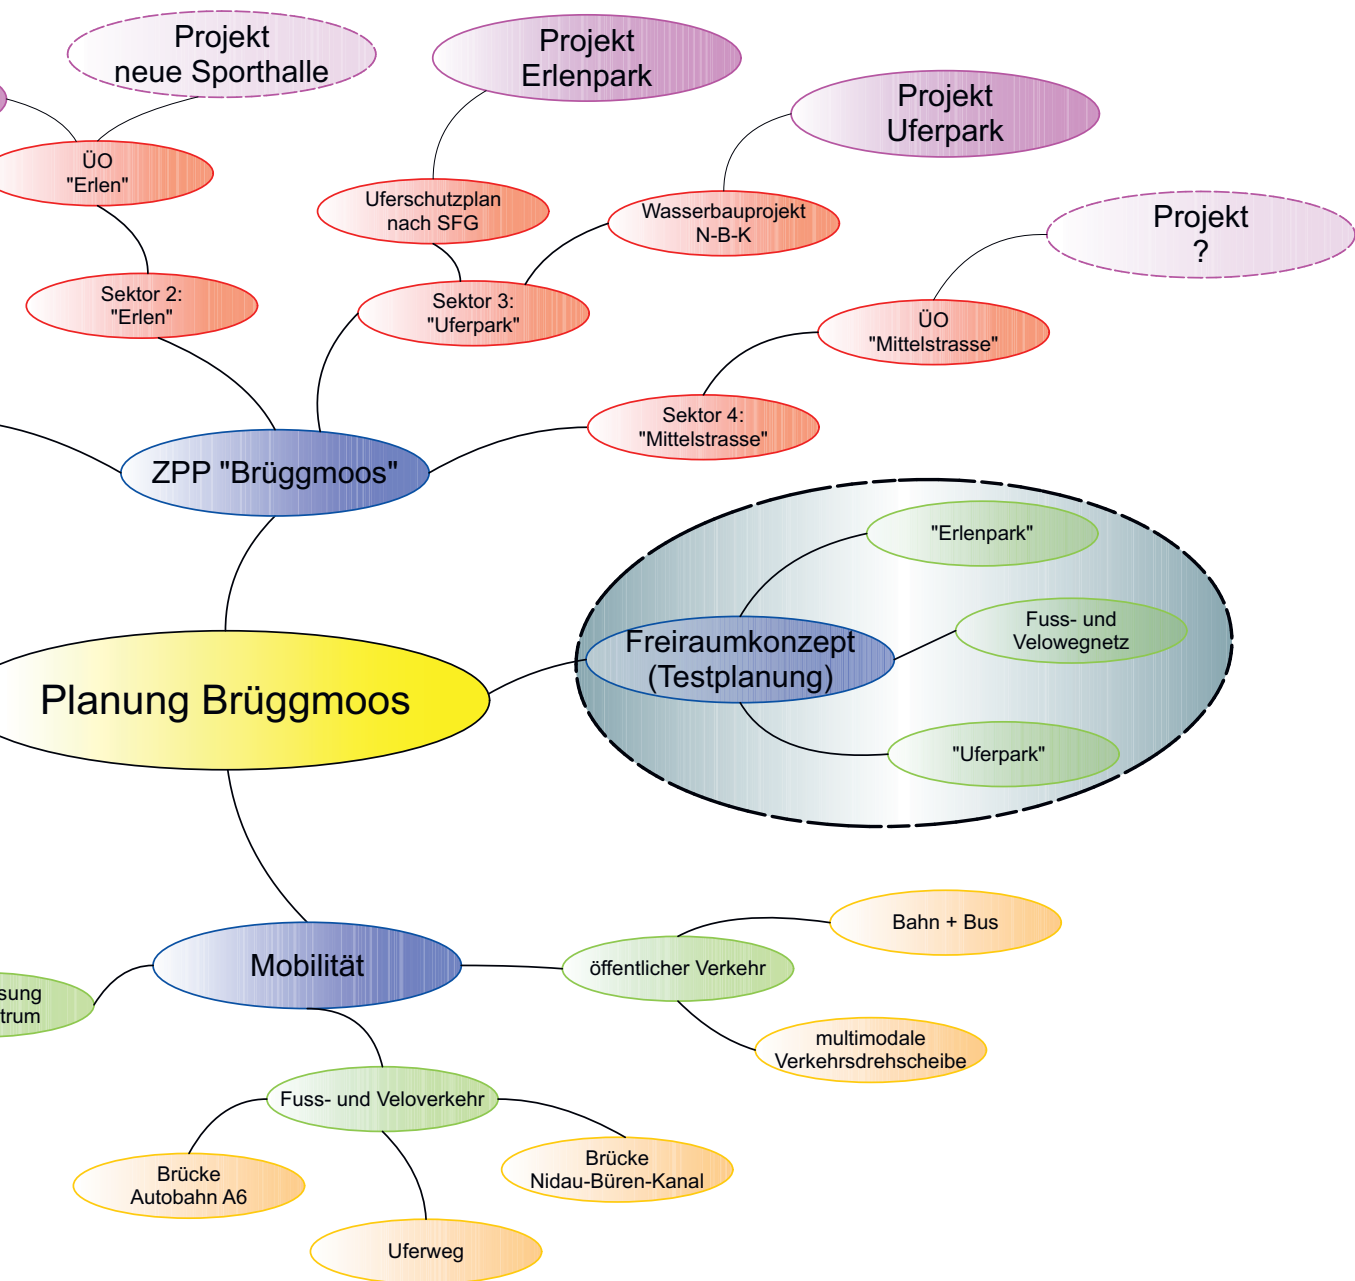 Projekt
neue Sporthalle
Projekt
Erlenpark
Projekt
Uferpark
ÜO
"Erlen"
Uferschutzplan
nach SFG
Wasserbauprojekt
N-B-K
Projekt
?
Sektor 2:
"Erlen"
Sektor 3:
"Uferpark"
ÜO
"Mittelstrasse"
Sektor 4:
"Mittelstrasse"
ZPP "Brüggmoos"
"Erlenpark"
Fuss- und
Velowegnetz
Freiraumkonzept
(Testplanung)
Planung Brüggmoos
"Uferpark"
Bahn + Bus
Mobilität
öffentlicher Verkehr
sung
trum
multimodale
Verkehrsdrehscheibe
Fuss- und Veloverkehr
Brücke
Autobahn A6
Brücke
Nidau-Büren-Kanal
Uferweg